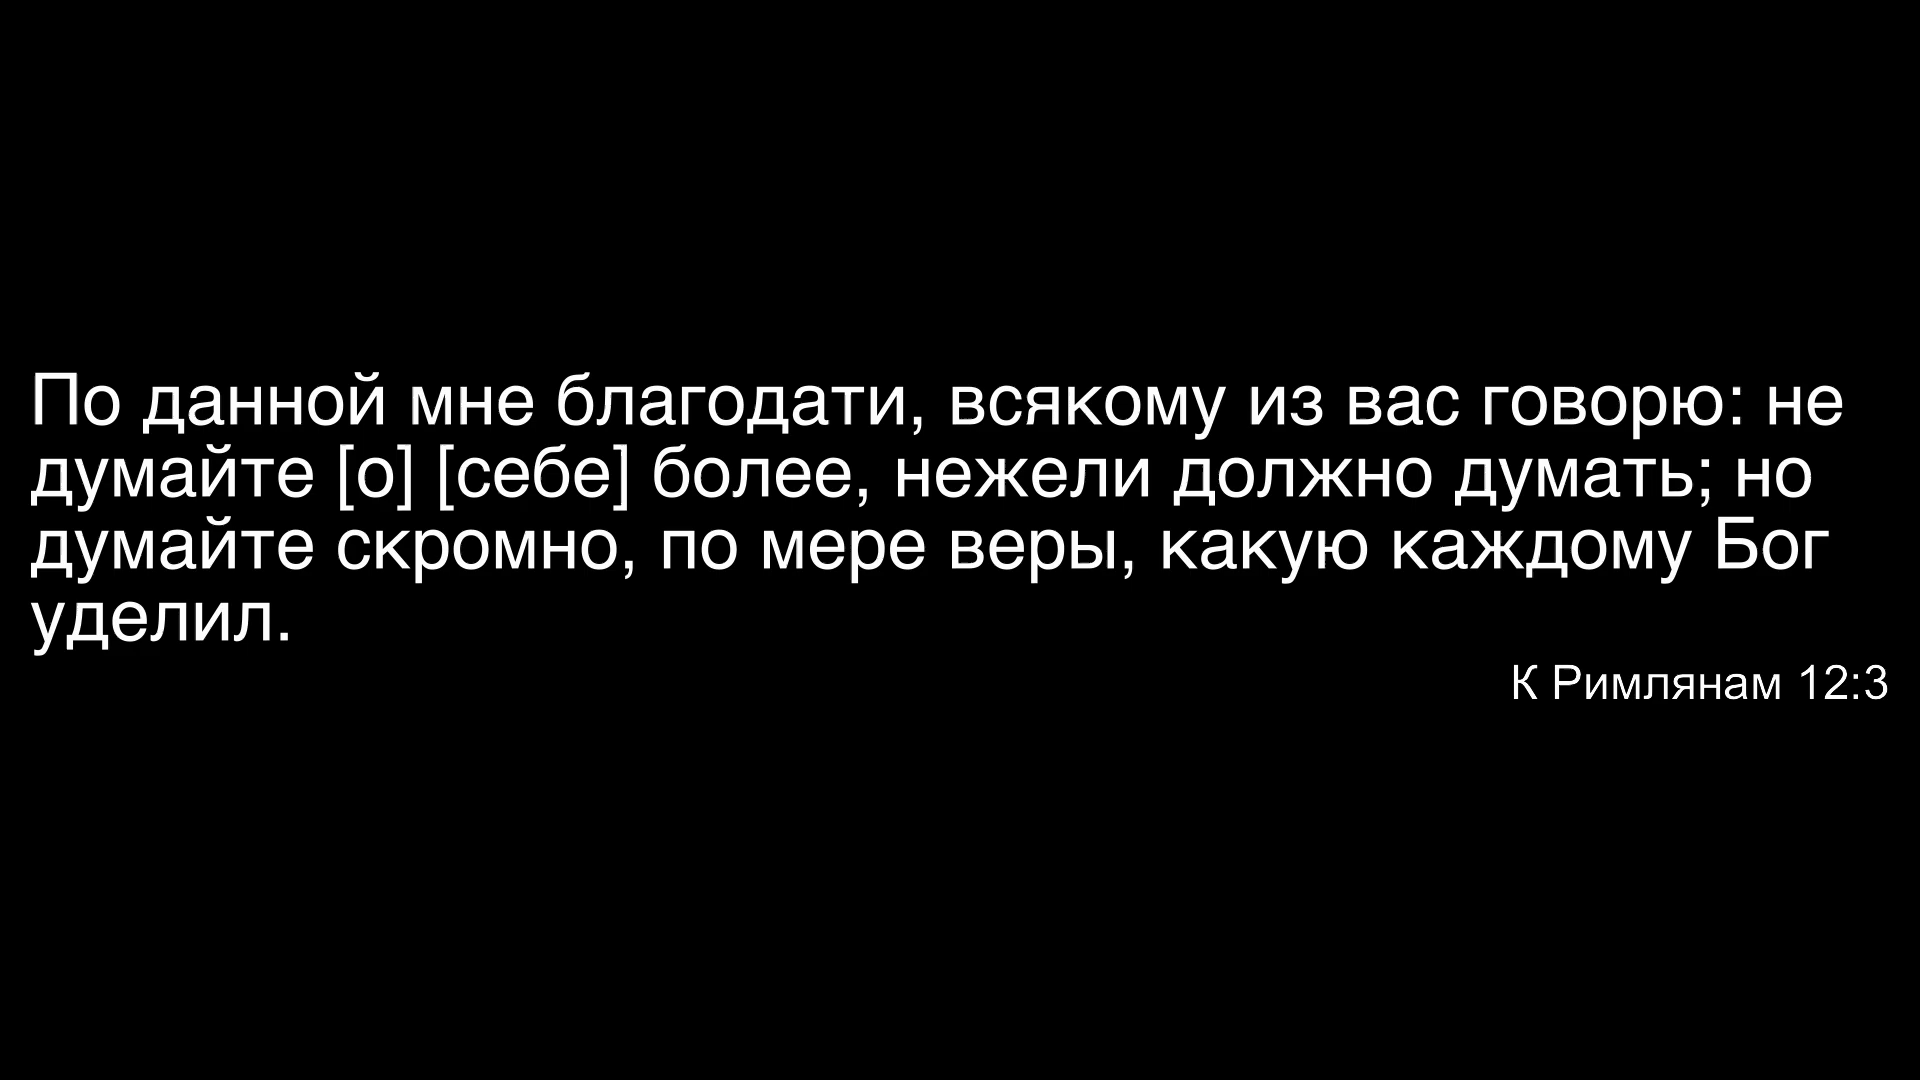 По данной мне благодати, всякому из вас говорю: не
думайте [о] [себе] более, нежели должно думать; но
думайте скромно, по мере веры, какую каждому Бог
уделил.
К Римлянам 12:3